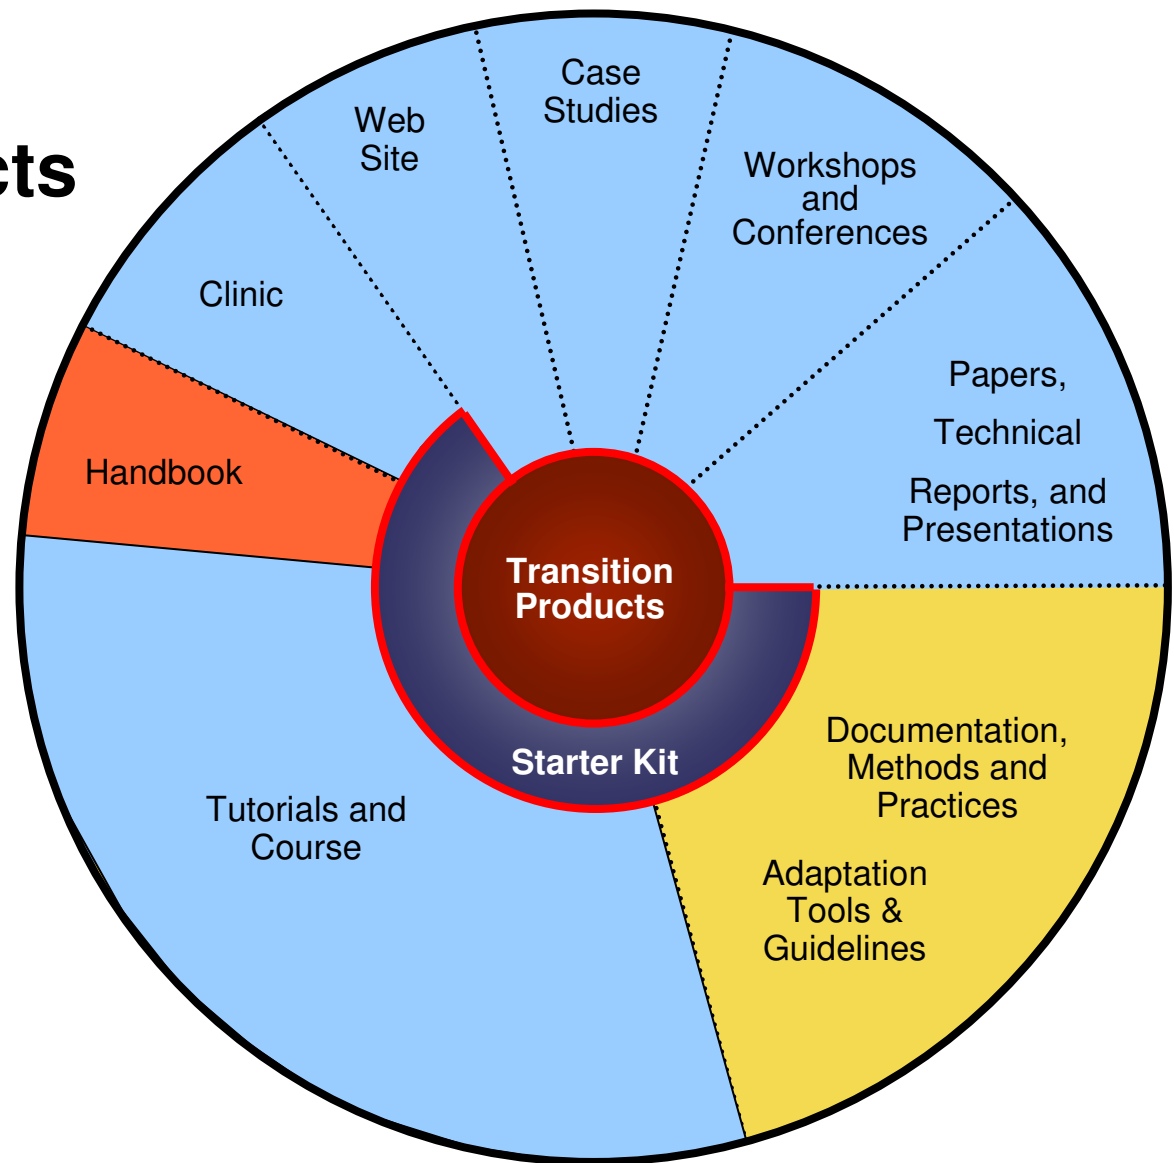 cts
Case
Studies
Web
Site
Workshops
and
Conferences
Clinic
Papers,
Technical
Reports, and
Presentations
Handbook
Transition
Products
Starter Kit
Documentation,
Methods and
Practices
Adaptation
Tools &
Guidelines
Tutorials and
Course